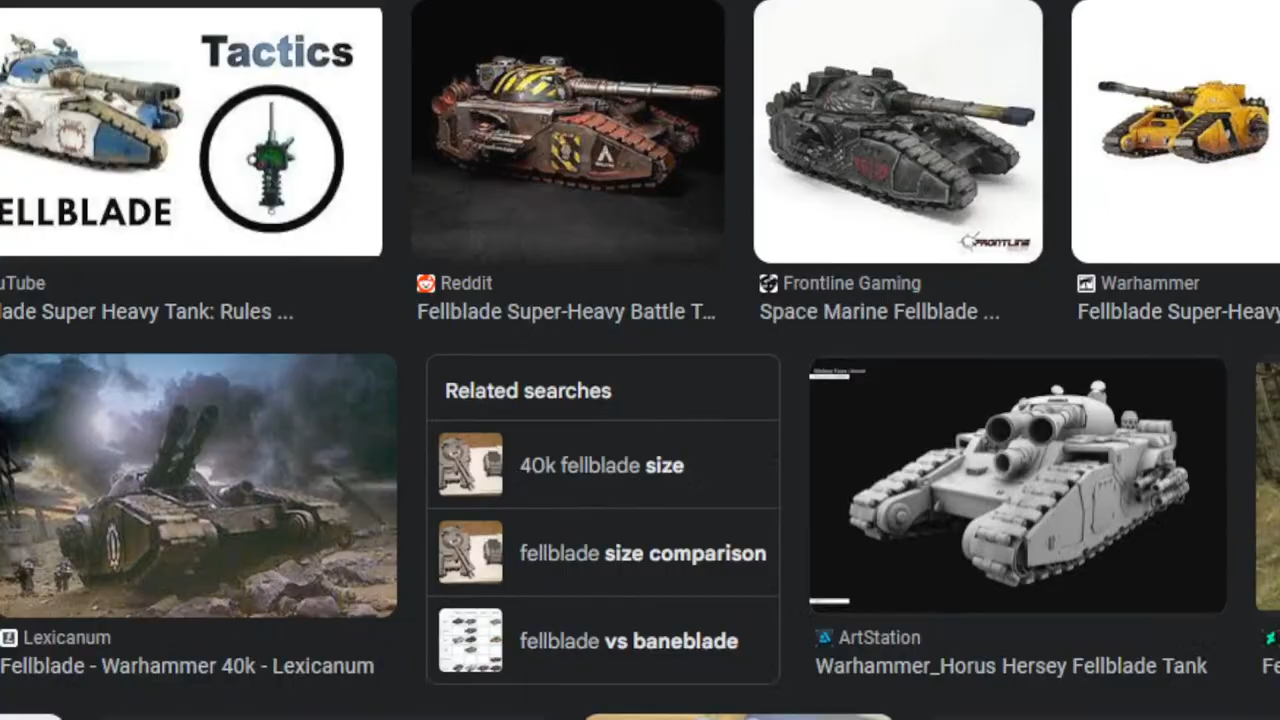 Tactics
ELLBLADE
FRONTLINE
uTube
lade Super Heavy Tank: Rules ...
Reddit
Fellblade Super-Heavy Battle T...
Frontline Gaming
Space Marine Fellblade ...
Warhammer
Fellblade Super-Heavy
Related searches
40k fellblade size
fellblade size comparison
fellblade vs baneblade
Lexicanum
Fellblade - Warhammer 40k - Lexicanum
ArtStation
Warhammer_Horus Hersey Fellblade Tank
Fe